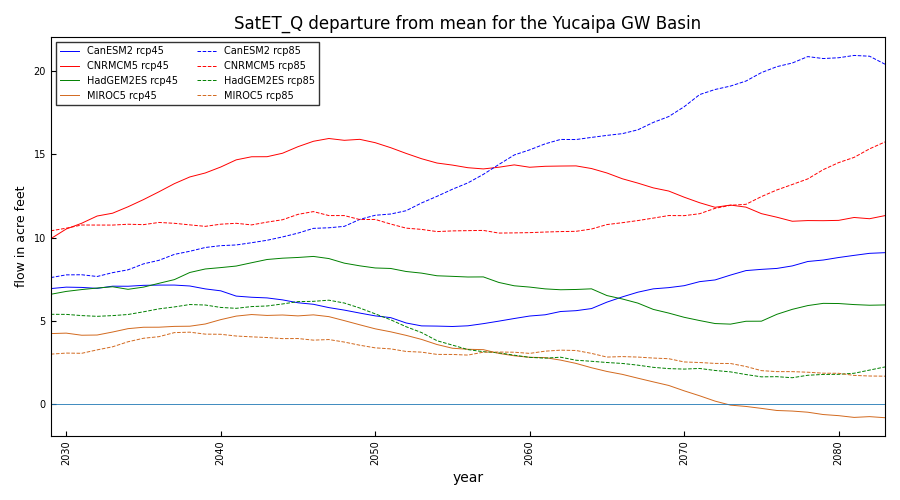 SatET_Q departure from mean for the Yucaipa GW Basin
CanESM2 rcp45
CNRMCM5 rcp45
HadGEM2ES rcp45
MIROC5 rcp45
CanESM2 rcp85
CNRMCM5 rcp85
HadGEM2ES rcp85
MIROC5 rcp85
flow in acre feet
20
15
10
5
0
2030
2040
2050
2060
2070
2080
year